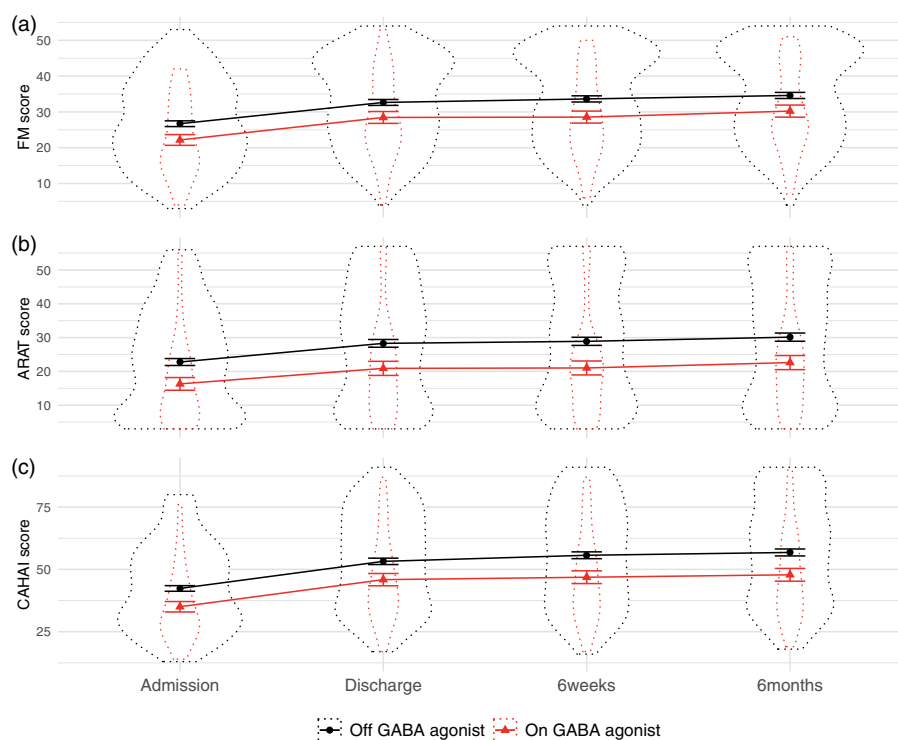 (a)
FM score
50
40
30
20
10
(b)
ARAT score
50
40
30
20
10
(c)
CAHAI score
75
50
25
Admission Discharge 6weeks 6months
Off GABA agonist On GABA agonist